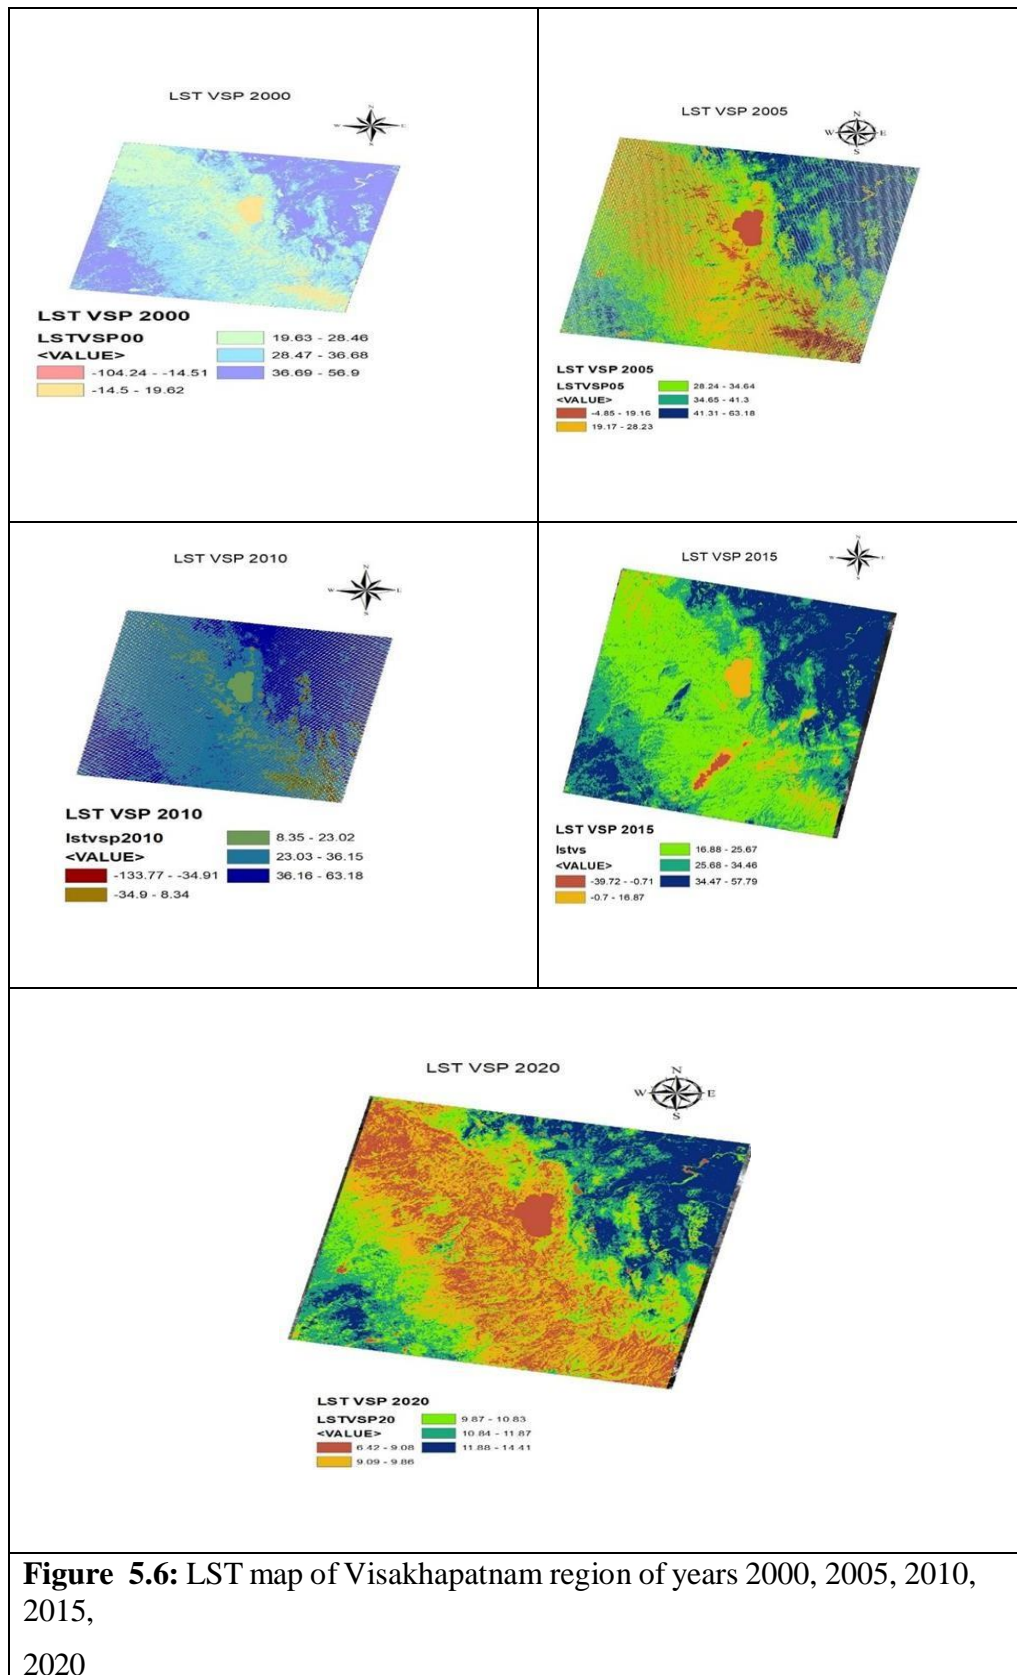 LST VSP 2000
N
W E
S
LST VSP 2000
LSTVSP00
<VALUE>
-104.24 - -14.51
-14.5 - 19.62
19.63 - 28.46
28.47 - 36.68
36.69 - 56.9
LST VSP 2005
N
W E
S
LST VSP 2005
LSTVSP05
<VALUE>
-4.85 - 19.16
19.17 - 28.23
28.24 - 34.64
34.65 - 41.3
41.31 - 63.18
LST VSP 2010
N
W E
S
LST VSP 2010
lstvsp2010
<VALUE>
-133.77 - -34.91
-34.9 - 8.34
8.35 - 23.02
23.03 - 36.15
36.16 - 63.18
LST VSP 2015
N
W E
S
LST VSP 2015
lstvs
<VALUE>
-39.72 - -0.71
-0.7 - 16.87
16.88 - 25.67
25.68 - 34.46
34.47 - 57.79
LST VSP 2020
N
W E
S
LST VSP 2020
LSTVSP20
<VALUE>
6.42 - 9.08
9.09 - 9.86
9.87 - 10.83
10.84 - 11.87
11.88 - 14.41
Figure 5.6: LST map of Visakhapatnam region of years 2000, 2005, 2010,
2015,
2020